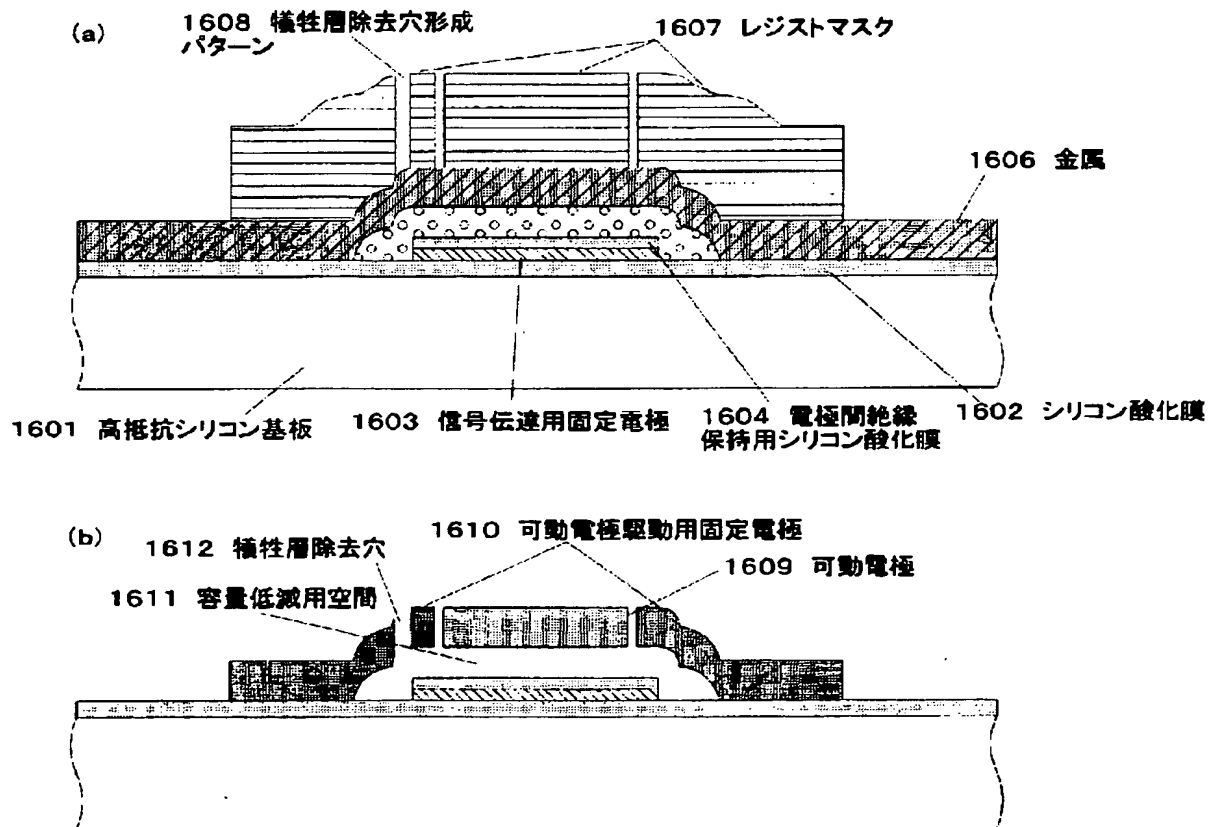 (a)
1608 犠牲層除去穴形成
パターン
1607 レジストマスク
1606 金属
1601 高抵抗シリコン基板
1603 信号伝達用固定電極
1604 電極間絶縁
保持用シリコン酸化膜
1602 シリコン酸化膜
(b)
1612 犠牲層除去穴
1610 可動電極駆動用固定電極
1609 可動電極
1611 容量低減用空間